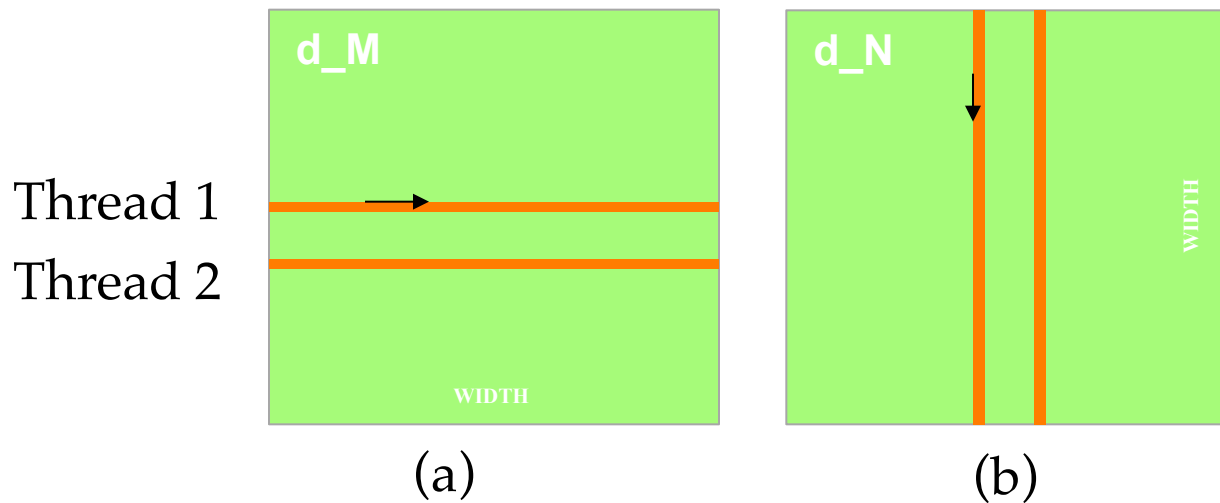 d_M
d_N
Thread 1
Thread 2
WIDTH
WIDTH
(a)
(b)